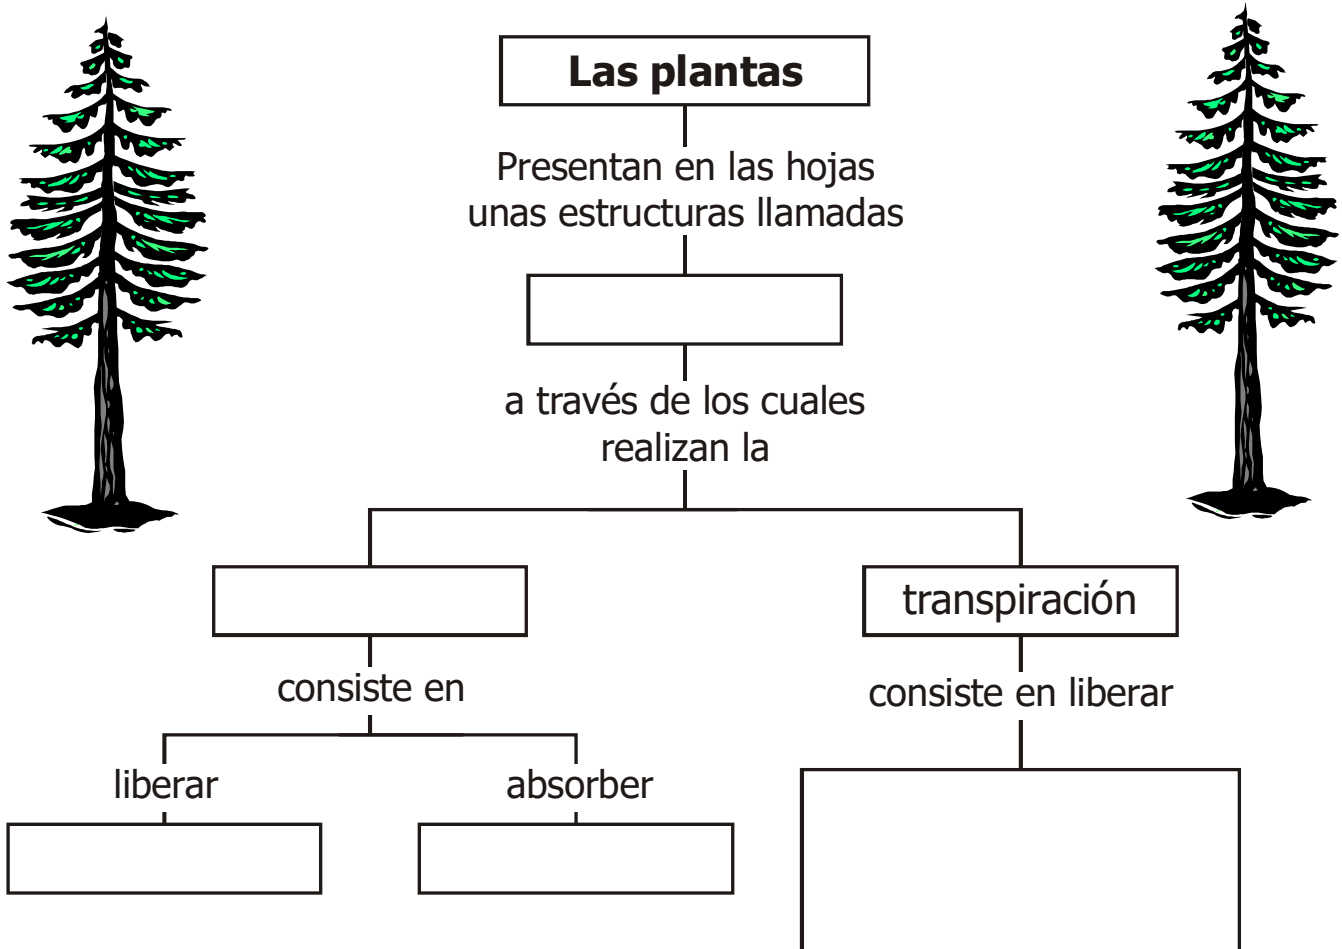 Las plantas
Presentan en las hojas
unas estructuras llamadas
a través de los cuales
realizan la
transpiración
consiste en
consiste en liberar
liberar
absorber